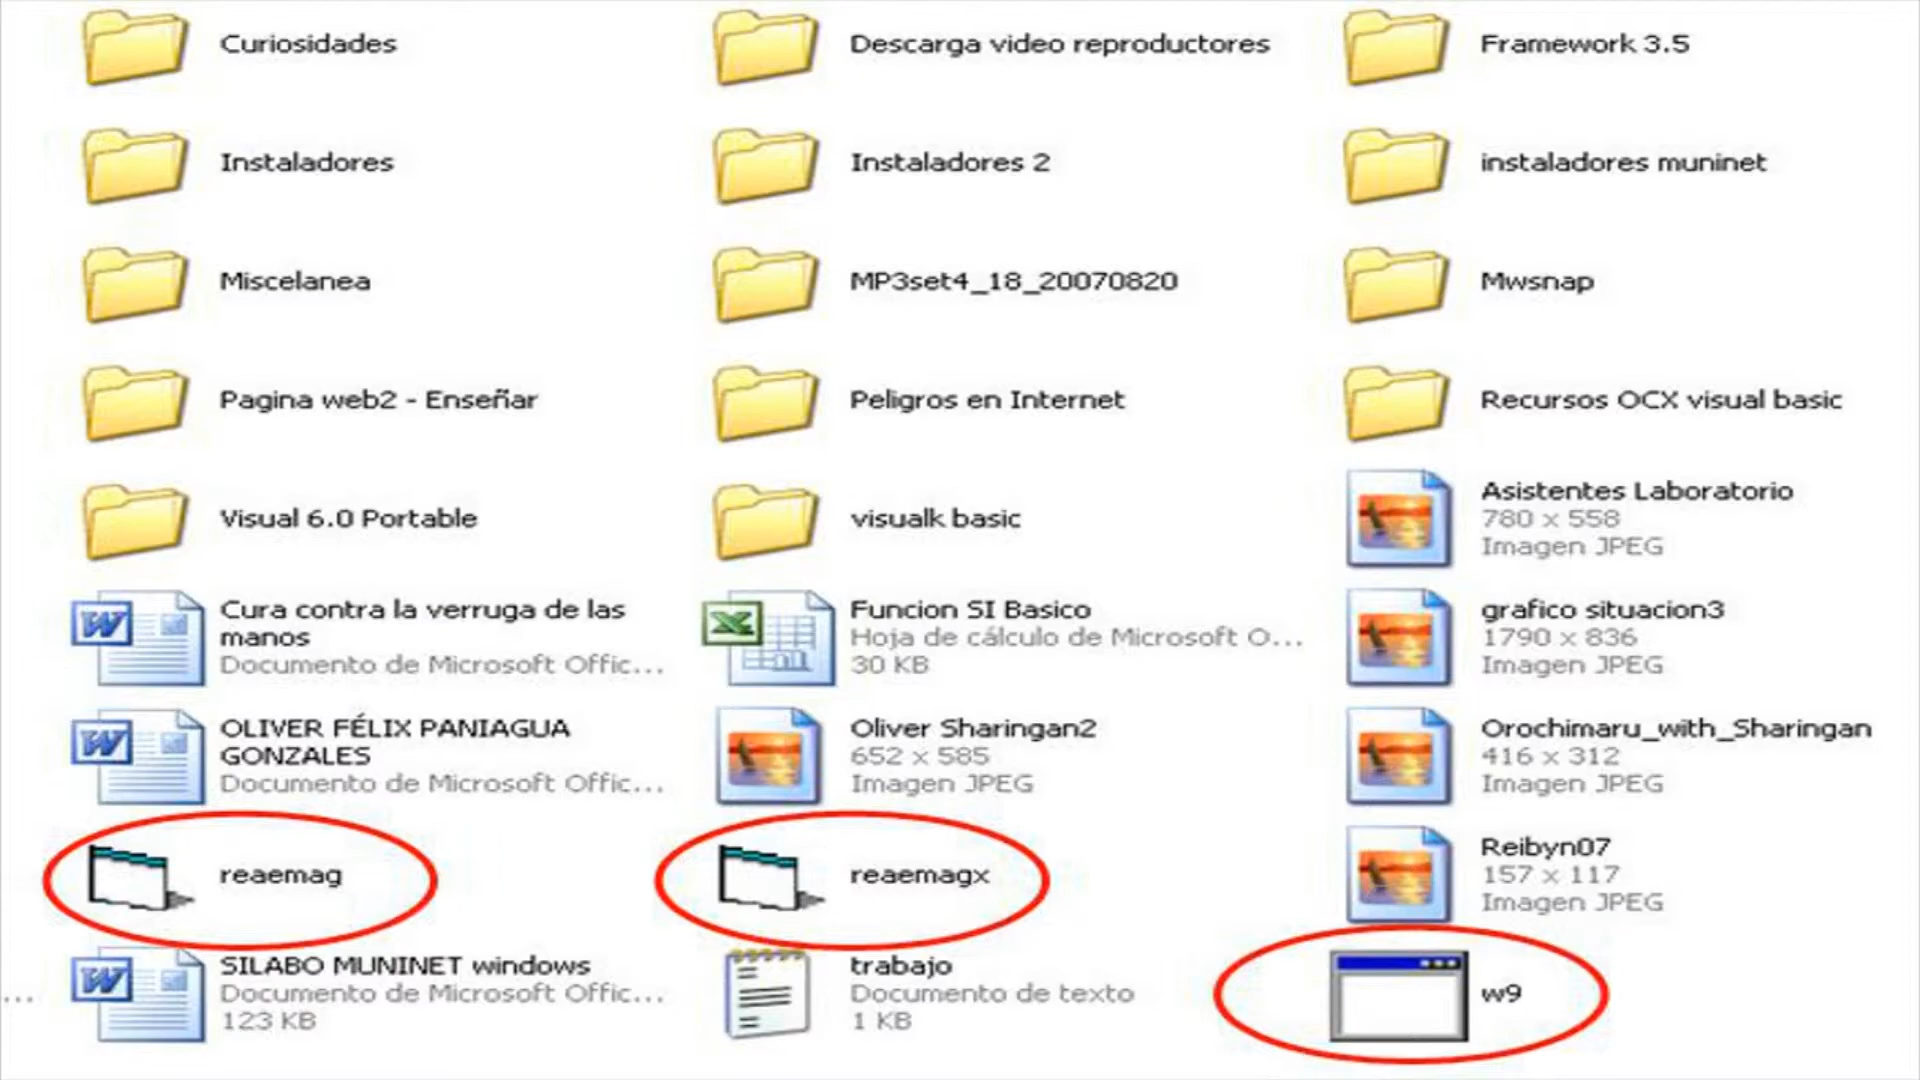 Curiosidades
Descarga video reproductores
Framework 3.5
Instaladores
Instaladores 2
instaladores muninet
Miscelanea
MP3set4_18_20070820
Mwsnap
Pagina web2 - Enseñar
Peligros en Internet
Recursos OCX visual basic
Visual 6.0 Portable
visualk basic
Asistentes Laboratorio
780 x 558
Imagen JPEG
Cura contra la verruga de las
manos
Documento de Microsoft Offic...
Funcion SI Basico
Hoja de cálculo de Microsoft O...
30 KB
grafico situacion3
1790 x 836
Imagen JPEG
OLIVER FÉLIX PANIAGUA
GONZALES
Documento de Microsoft Offic...
Oliver Sharingan2
652 x 585
Imagen JPEG
Orochimaru_with_Sharingan
416 x 312
Imagen JPEG
reaemag
reaemagx
Reibyn07
157 x 117
Imagen JPEG
...
SILABO MUNINET windows
Documento de Microsoft Offic...
123 KB
trabajo
Documento de texto
1 KB
w9